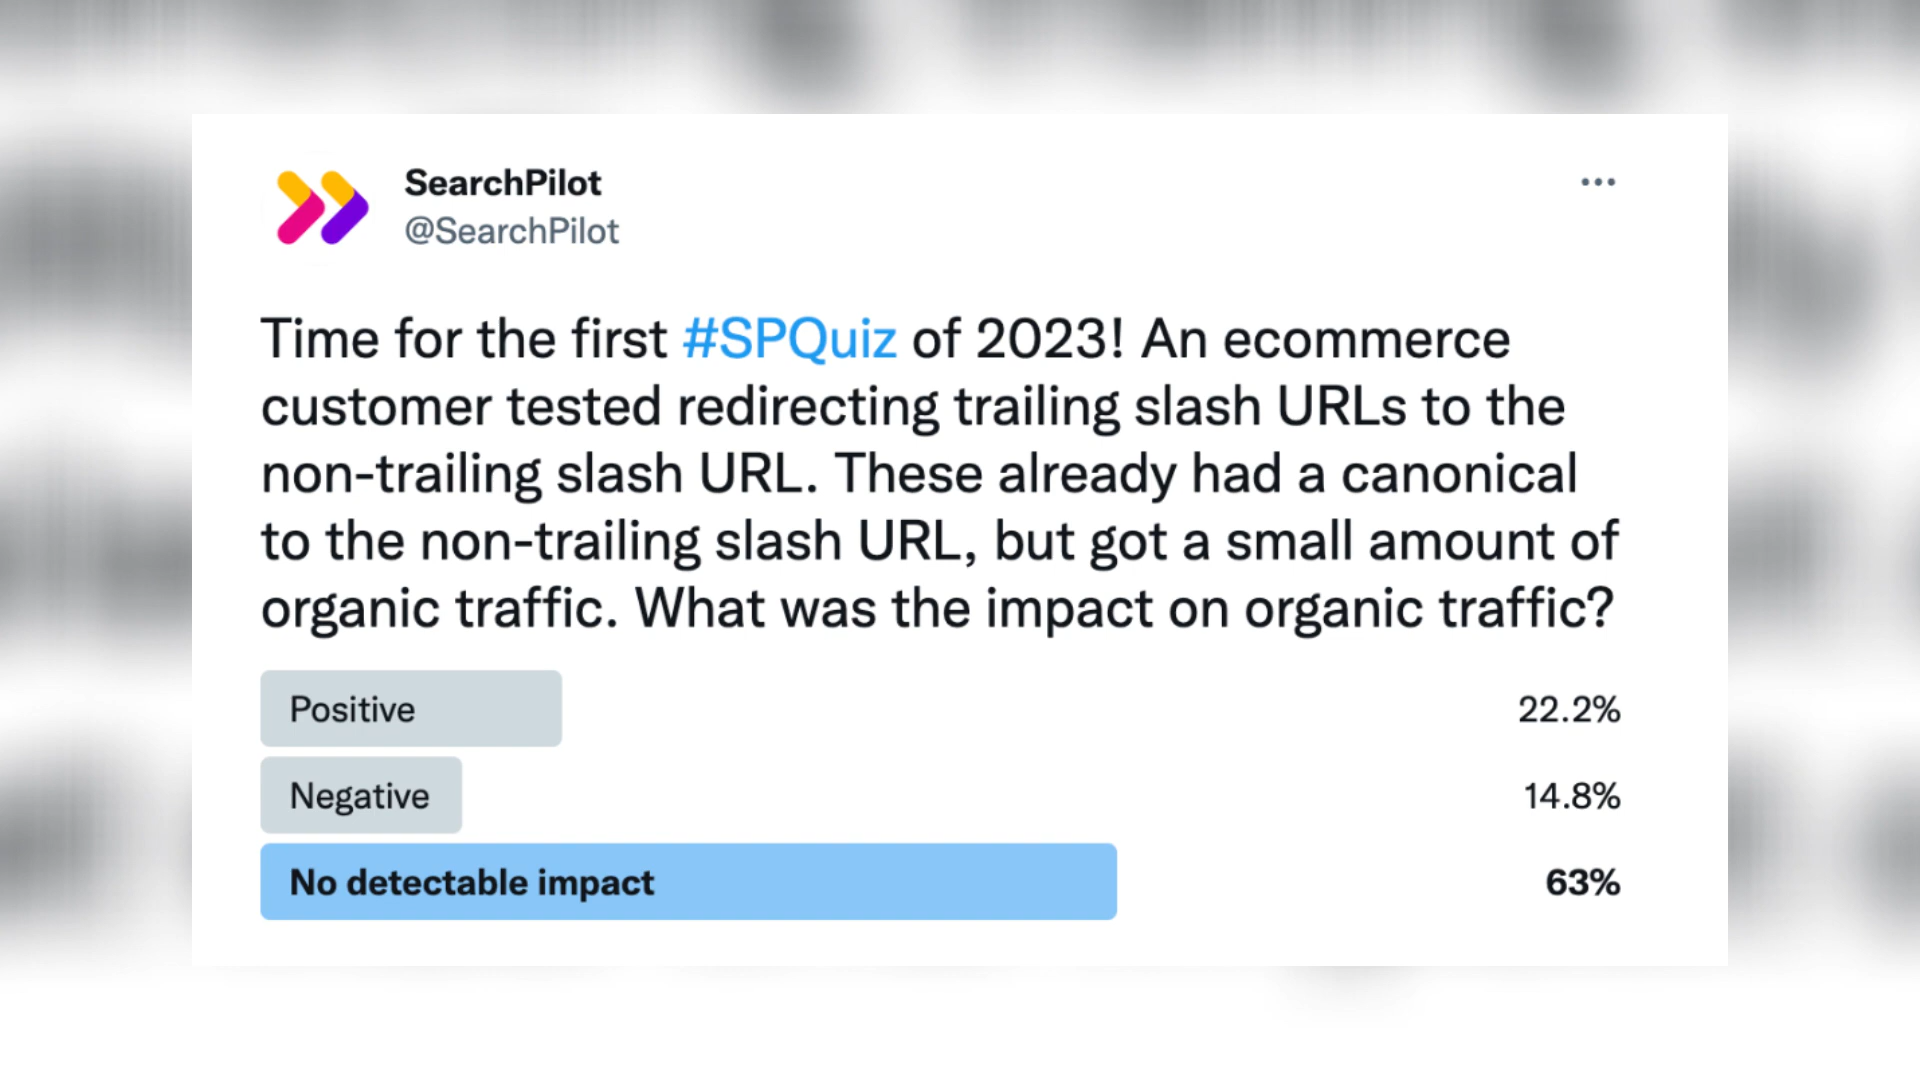 SearchPilot
@SearchPilot
Time for the first #SPQuiz of 2023! An ecommerce
customer tested redirecting trailing slash URLs to the
non-trailing slash URL. These already had a canonical
to the non-trailing slash URL, but got a small amount of
organic traffic. What was the impact on organic traffic?
Positive 22.2%
Negative 14.8%
No detectable impact 63%